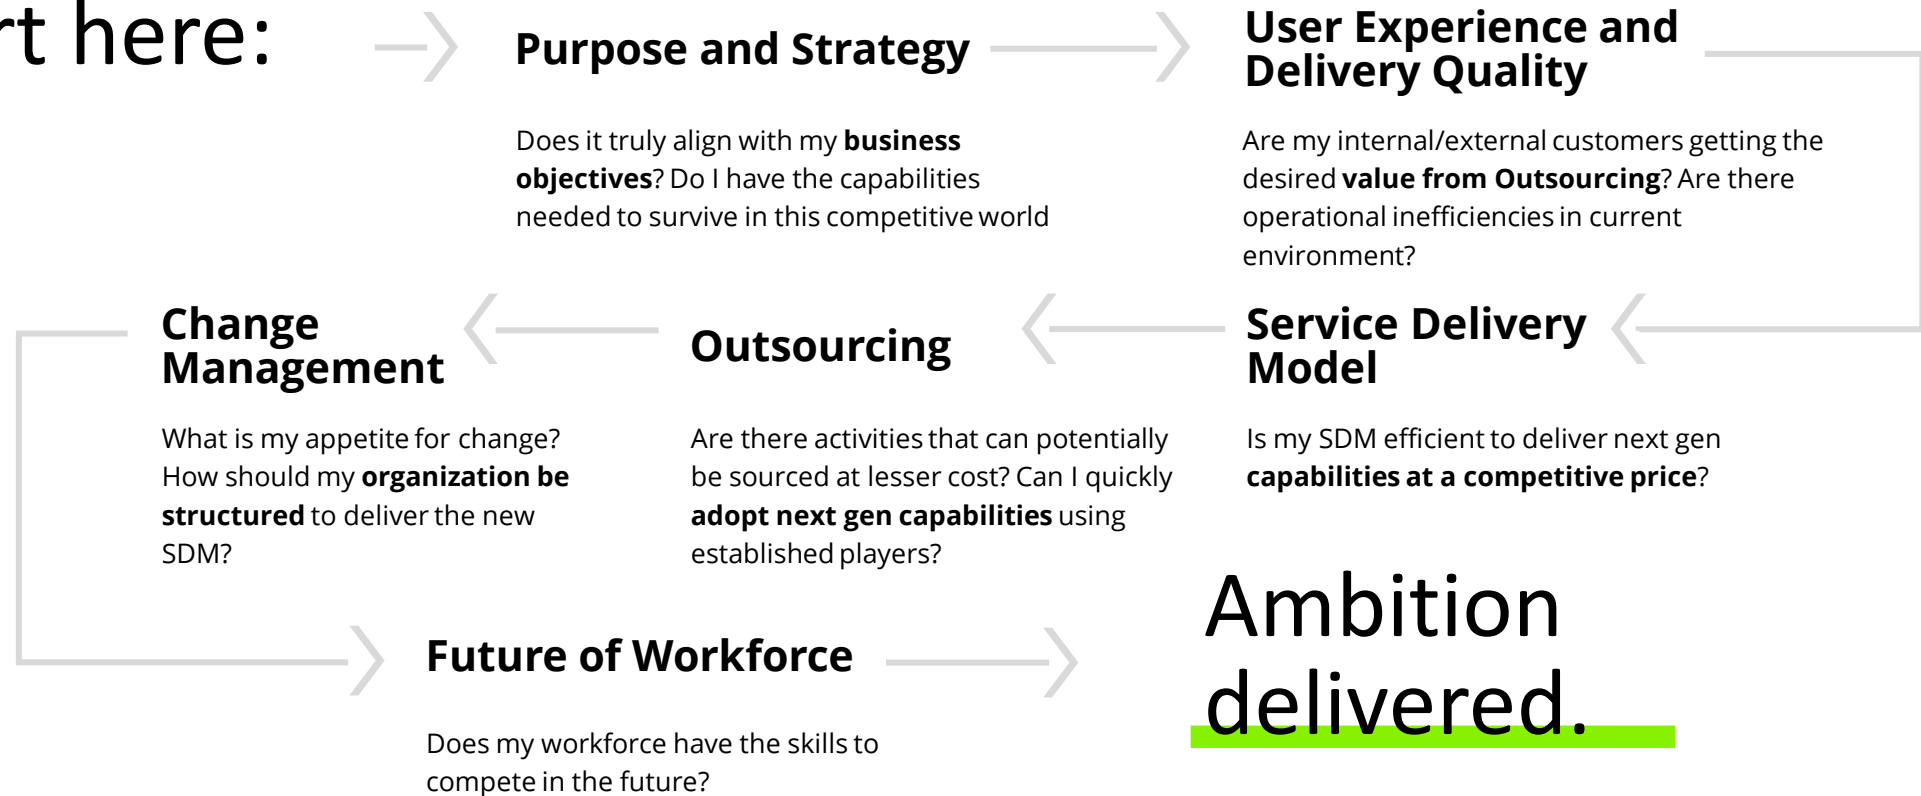 rt here:
Purpose and Strategy
Does it truly align with my business
objectives? Do I have the capabilities
needed to survive in this competitive world
User Experience and
Delivery Quality
Are my internal/external customers getting the
desired value from Outsourcing? Are there
operational inefficiencies in current
environment?
Service Delivery
Model
Is my SDM efficient to deliver next gen
capabilities at a competitive price?
Outsourcing
Are there activities that can potentially
be sourced at lesser cost? Can I quickly
adopt next gen capabilities using
established players?
Change
Management
What is my appetite for change?
How should my organization be
structured to deliver the new
SDM?
Future of Workforce
Does my workforce have the skills to
compete in the future?
Ambition
delivered.